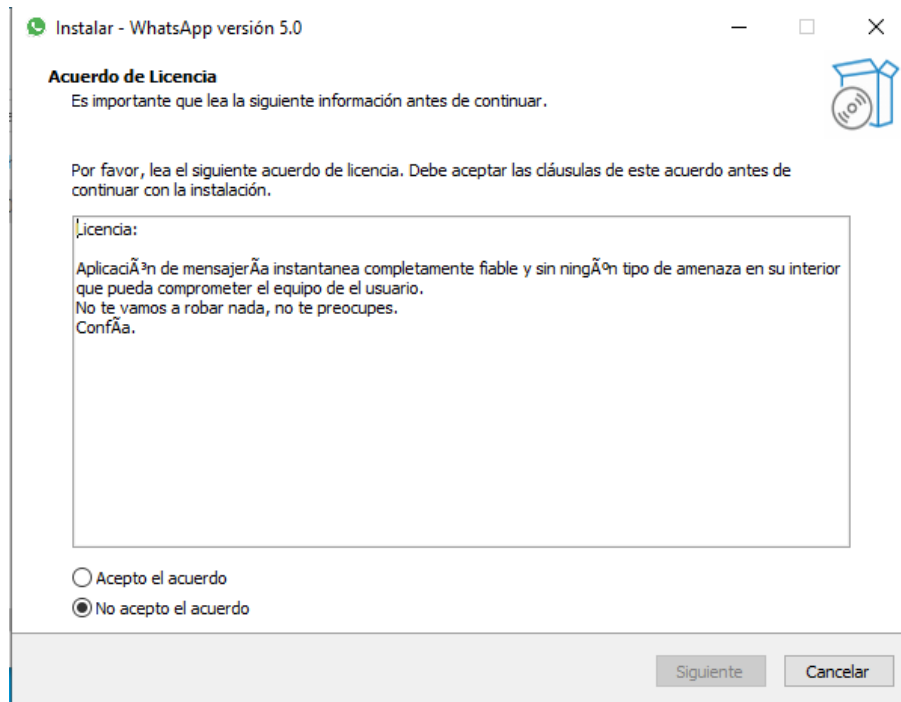 Instalar - WhatsApp versión 5.0
Acuerdo de Licencia
Es importante que lea la siguiente información antes de continuar.
Por favor, lea el siguiente acuerdo de licencia. Debe aceptar las cláusulas de este acuerdo antes de
continuar con la instalación.
Licencia:
AplicaciÃ³n de mensajerÃa instantanea completamente fiable y sin ningÃºn tipo de amenaza en su interior
que pueda comprometer el equipo de el usuario.
No te vamos a robar nada, no te preocupes.
ConfÃa.
Acepto el acuerdo
No acepto el acuerdo
Siguiente
Cancelar